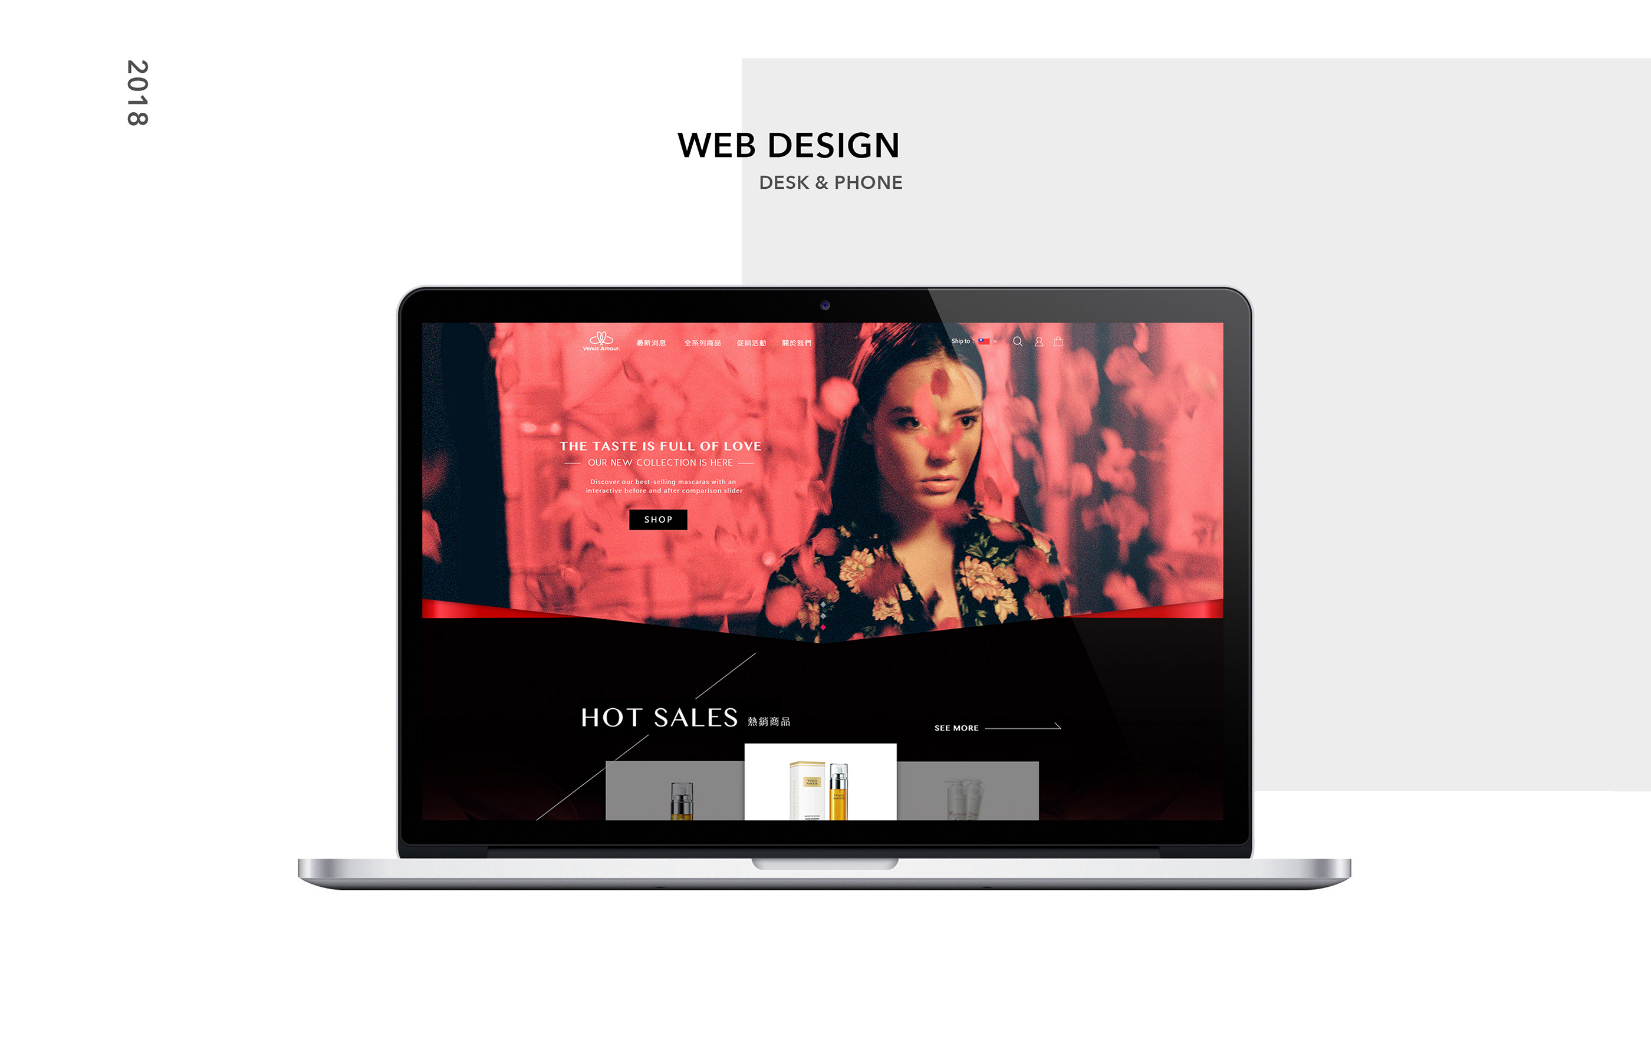 2018
WEB DESIGN
DESK & PHONE
Venus Amour.
最新消息 全系列商品 促銷活動 關於我們
Ship to :
THE TASTE IS FULL OF LOVE
OUR NEW COLLECTION IS HERE
Discover our best-selling mascaras with an
interactive before and after comparison slider
SHOP
HOT SALES 熱銷商品
SEE MORE